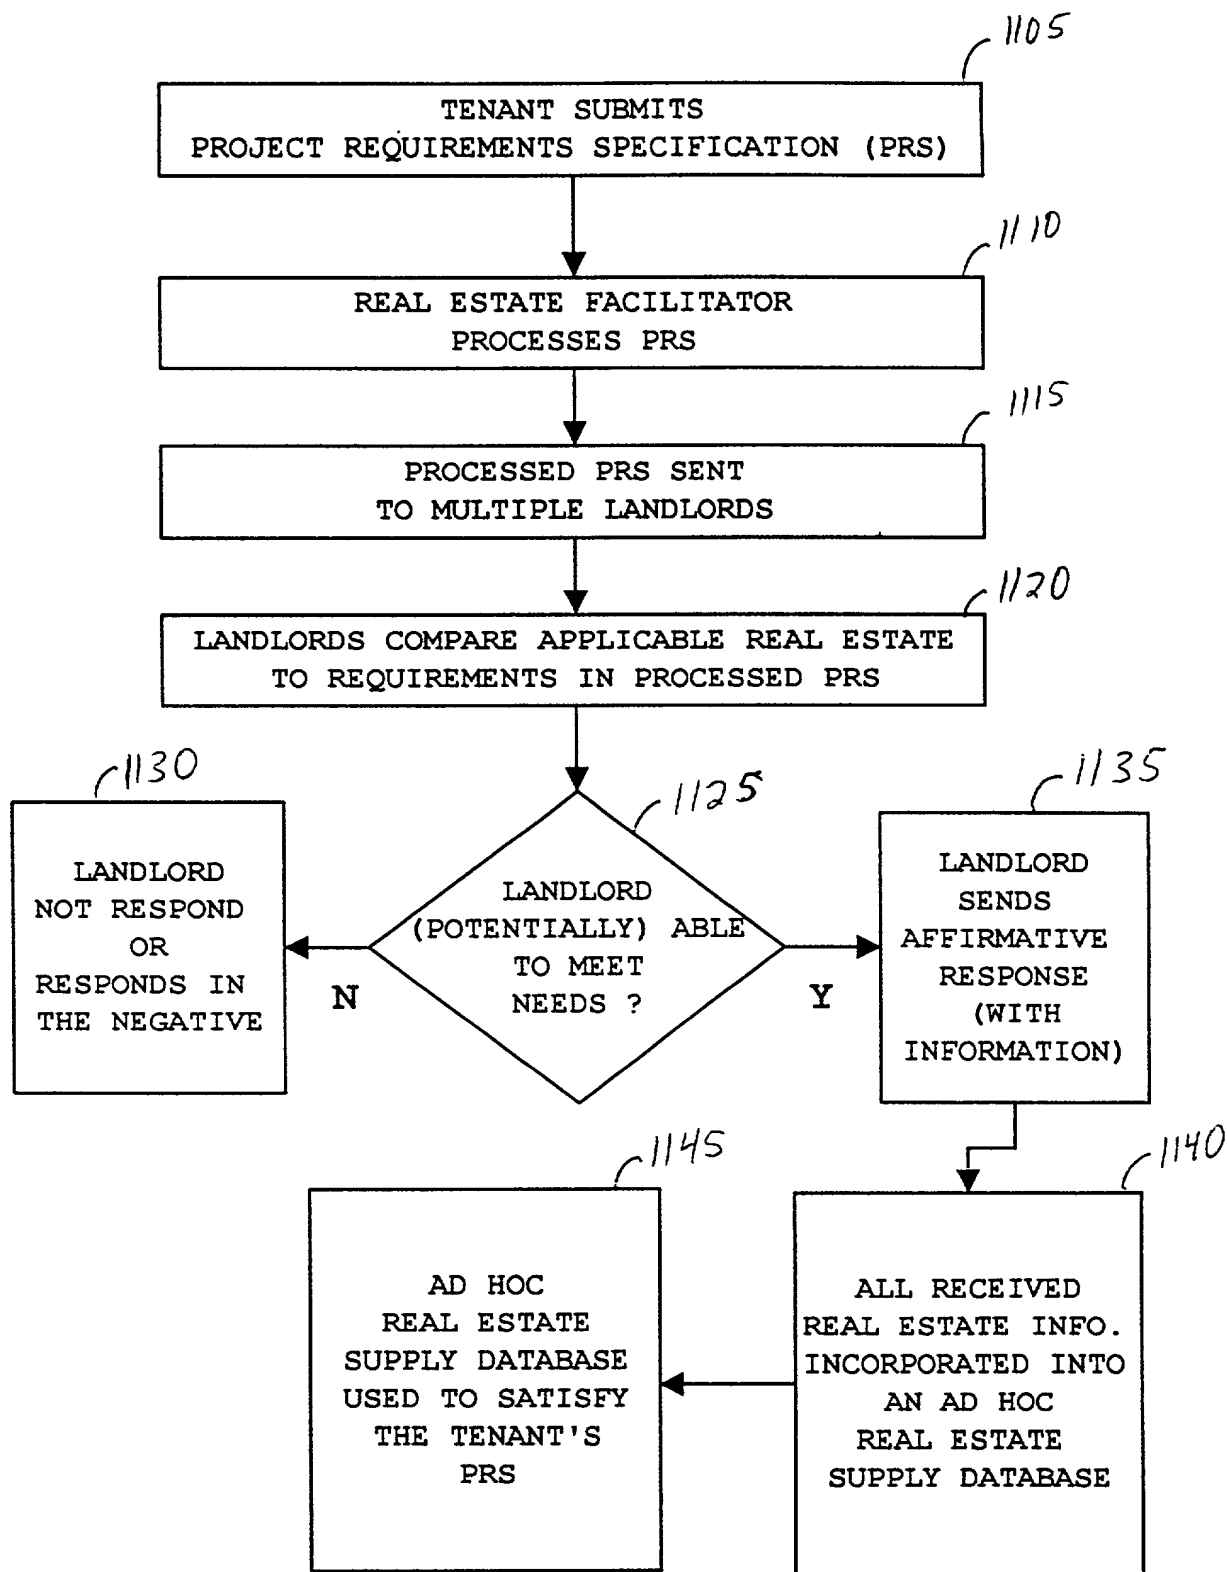 1105
TENANT SUBMITS
PROJECT REQUIREMENTS SPECIFICATION (PRS)
1110
REAL ESTATE FACILITATOR
PROCESSES PRS
1115
PROCESSED PRS SENT
TO MULTIPLE LANDLORDS
1120
LANDLORDS COMPARE APPLICABLE REAL ESTATE
TO REQUIREMENTS IN PROCESSED PRS
1130
LANDLORD
NOT RESPOND
OR
RESPONDS IN
THE NEGATIVE
N
1125
LANDLORD
(POTENTIALLY) ABLE
TO MEET
NEEDS ?
Y
1135
LANDLORD
SENDS
AFFIRMATIVE
RESPONSE
(WITH
INFORMATION)
1145
AD HOC
REAL ESTATE
SUPPLY DATABASE
USED TO SATISFY
THE TENANT'S
PRS
1140
ALL RECEIVED
REAL ESTATE INFO.
INCORPORATED INTO
AN AD HOC
REAL ESTATE
SUPPLY DATABASE